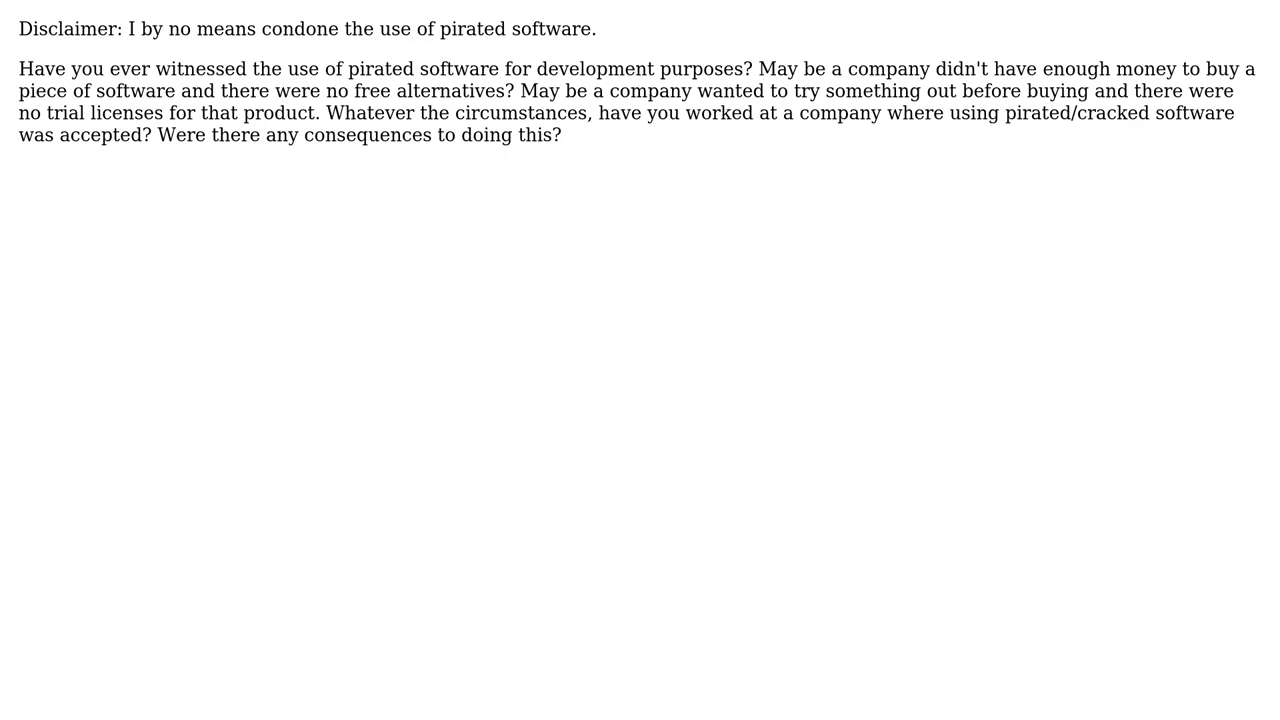 Disclaimer: I by no means condone the use of pirated software.
Have you ever witnessed the use of pirated software for development purposes? May be a company didn't have enough money to buy a
piece of software and there were no free alternatives? May be a company wanted to try something out before buying and there were
no trial licenses for that product. Whatever the circumstances, have you worked at a company where using pirated/cracked software
was accepted? Were there any consequences to doing this?